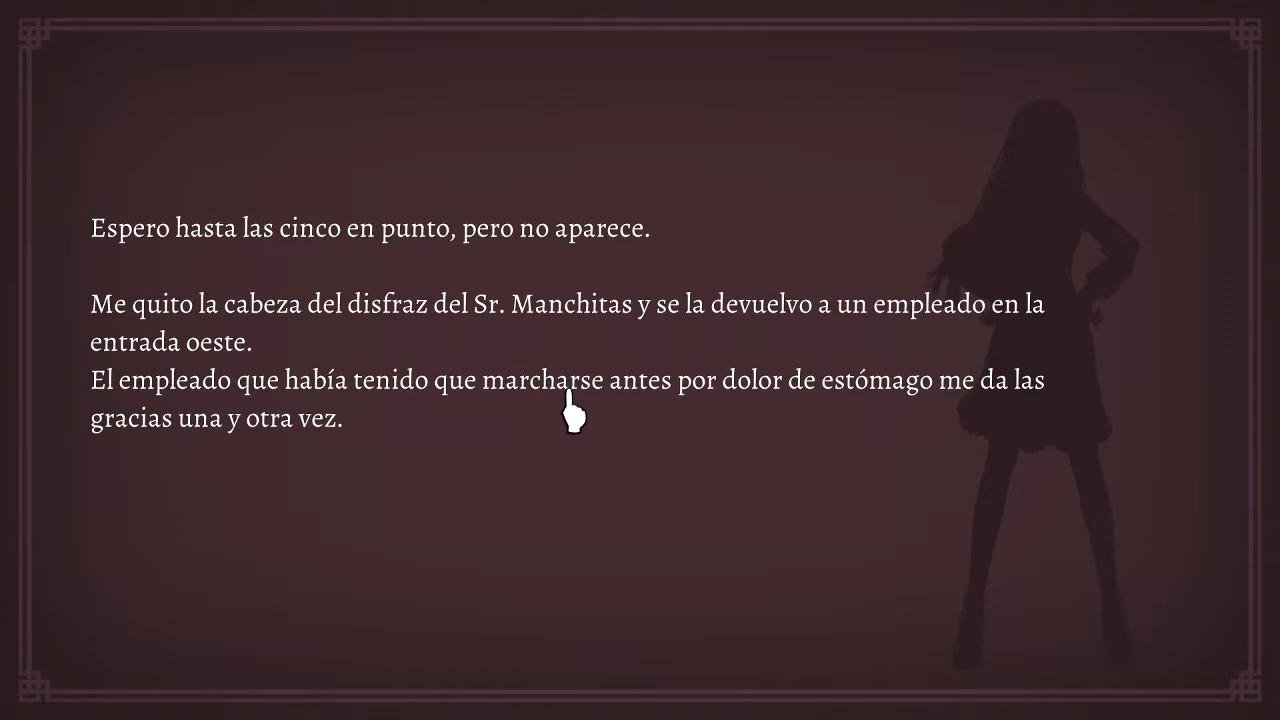 Espero hasta las cinco en punto, pero no aparece.
Me quito la cabeza del disfraz del Sr. Manchitas y se la devuelvo a un empleado en la
entrada oeste.
El empleado que había tenido que marcharse antes por dolor de estómago me da las
gracias una y otra vez.